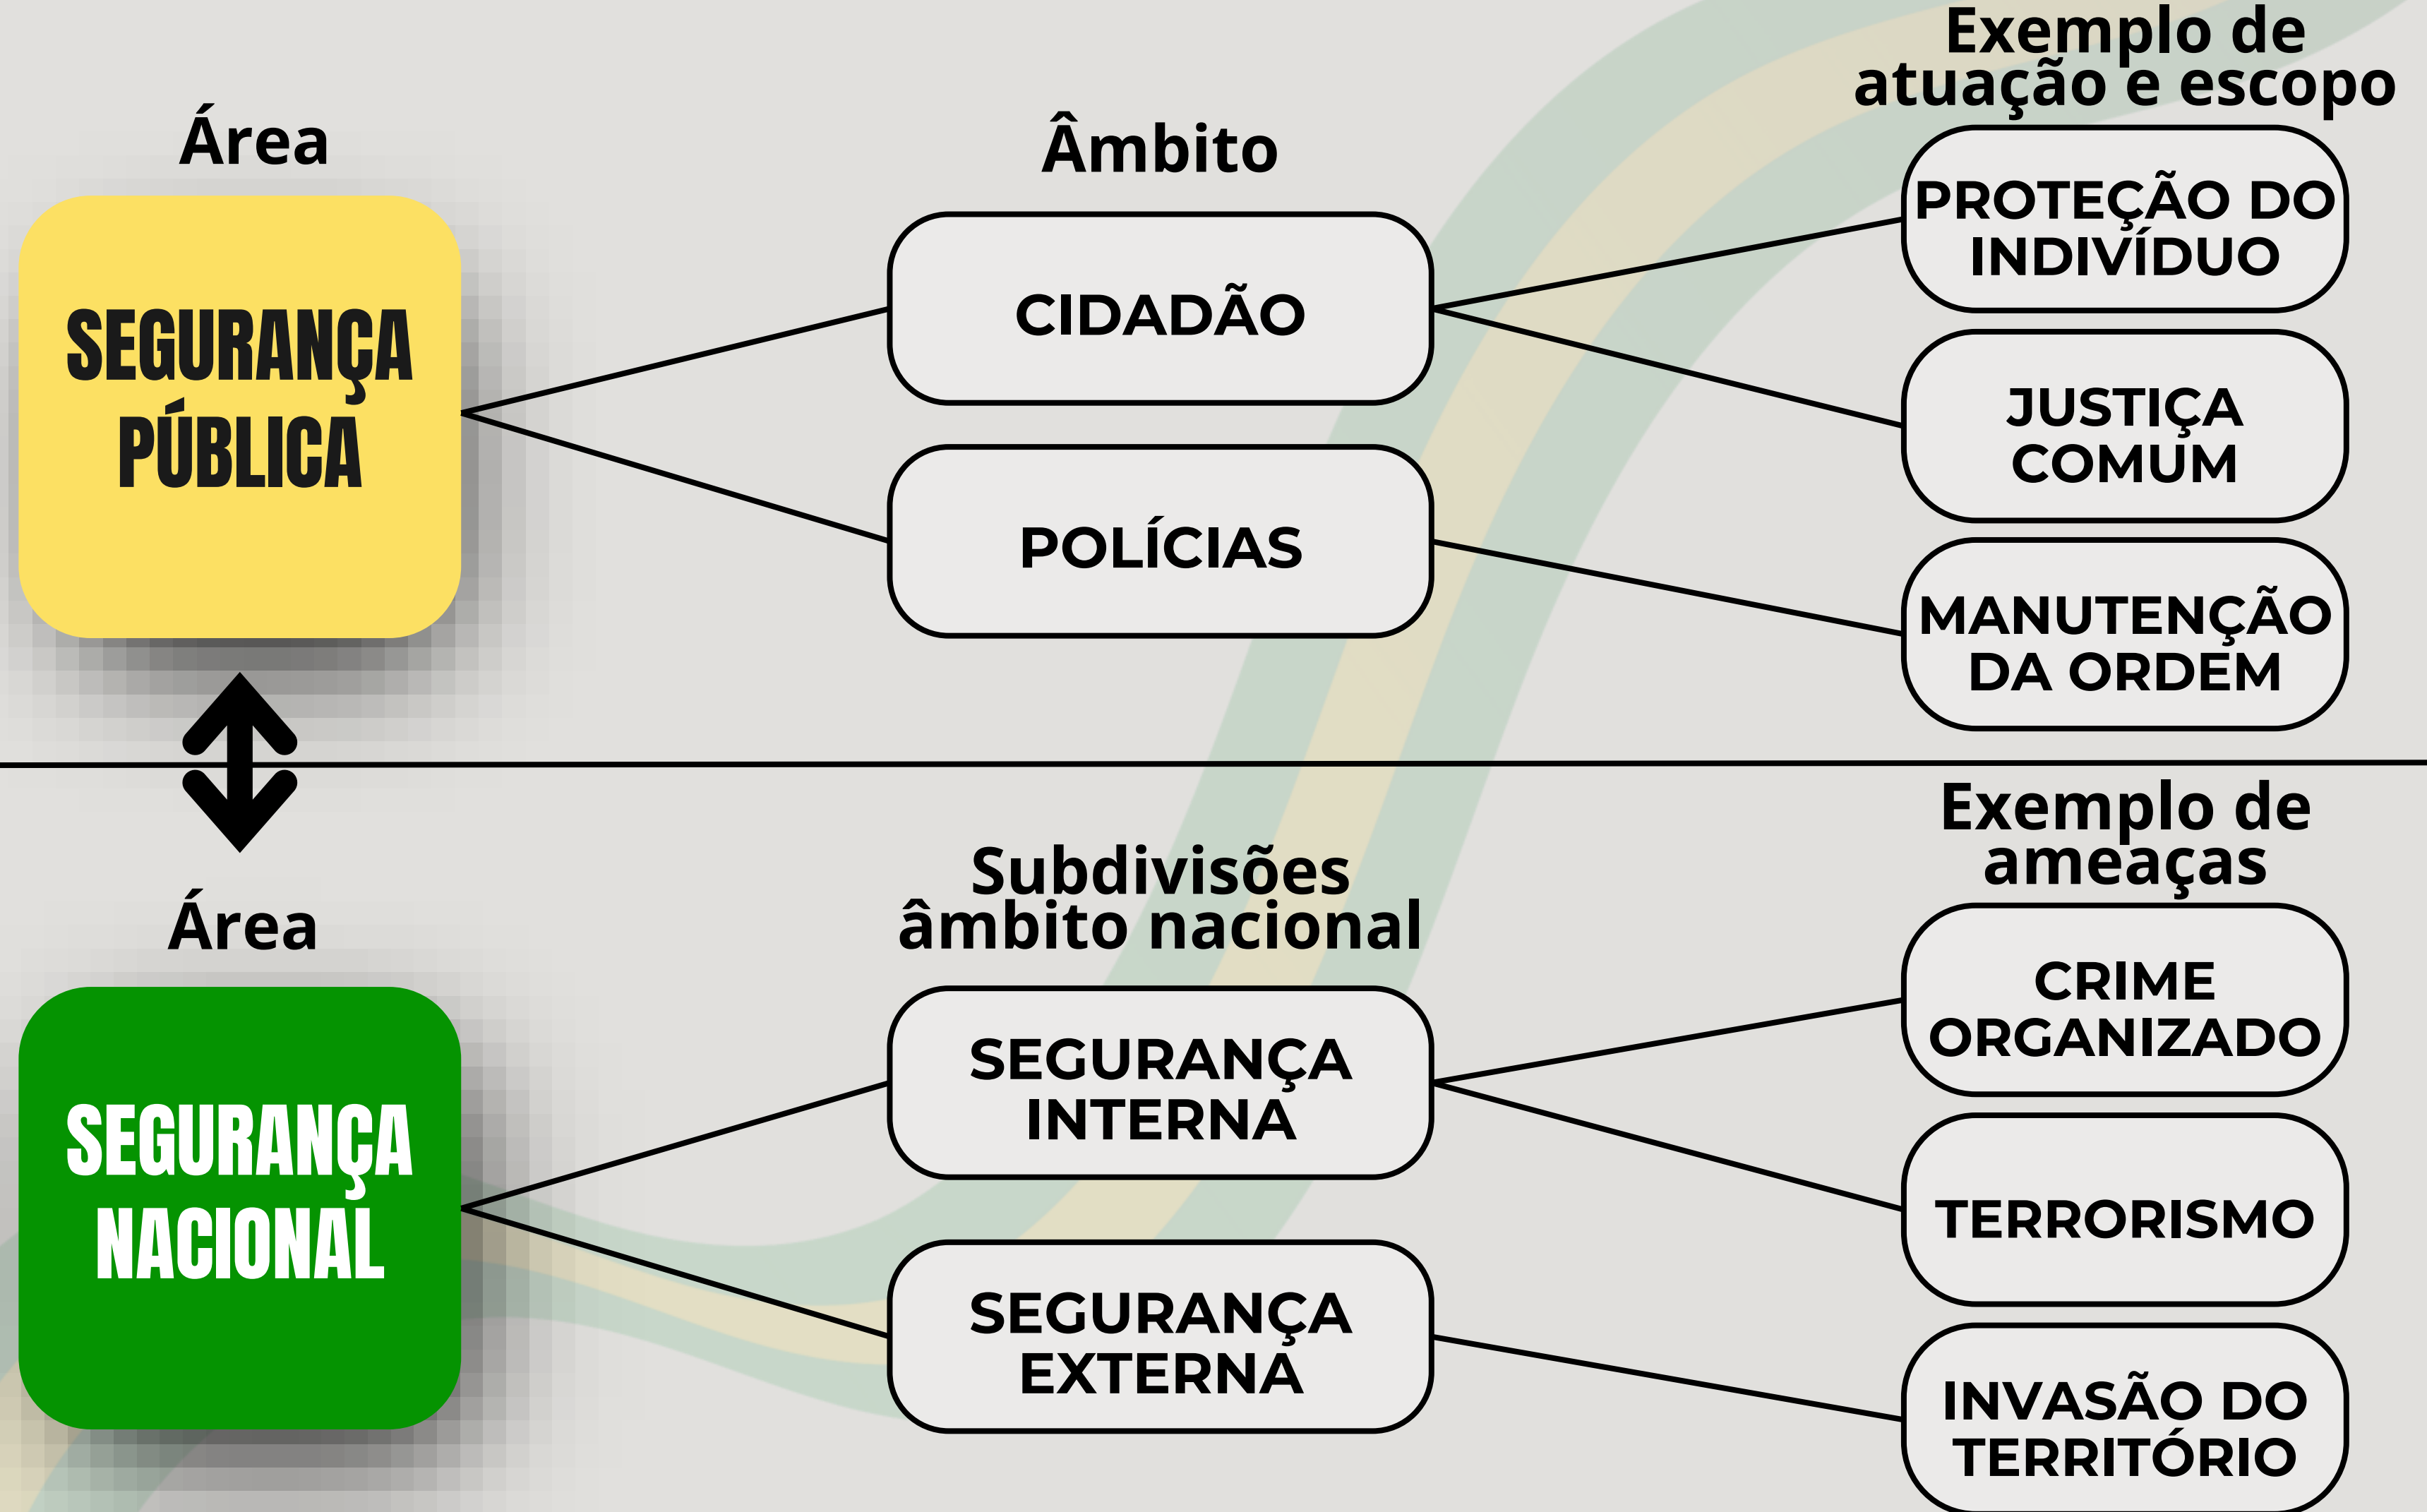 Exemplo de
atuação e escopo
Área
Âmbito
SEGURANÇA
PÚBLICA
CIDADÃO
POLÍCIAS
PROTEÇÃO DO
INDIVÍDUO
JUSTIÇA
COMUM
MANUTENÇÃO
DA ORDEM
Área
Subdivisões
âmbito nacional
Exemplo de
ameaças
SEGURANÇA
NACIONAL
SEGURANÇA
INTERNA
SEGURANÇA
EXTERNA
CRIME
ORGANIZADO
TERRORISMO
INVASÃO DO
TERRITÓRIO